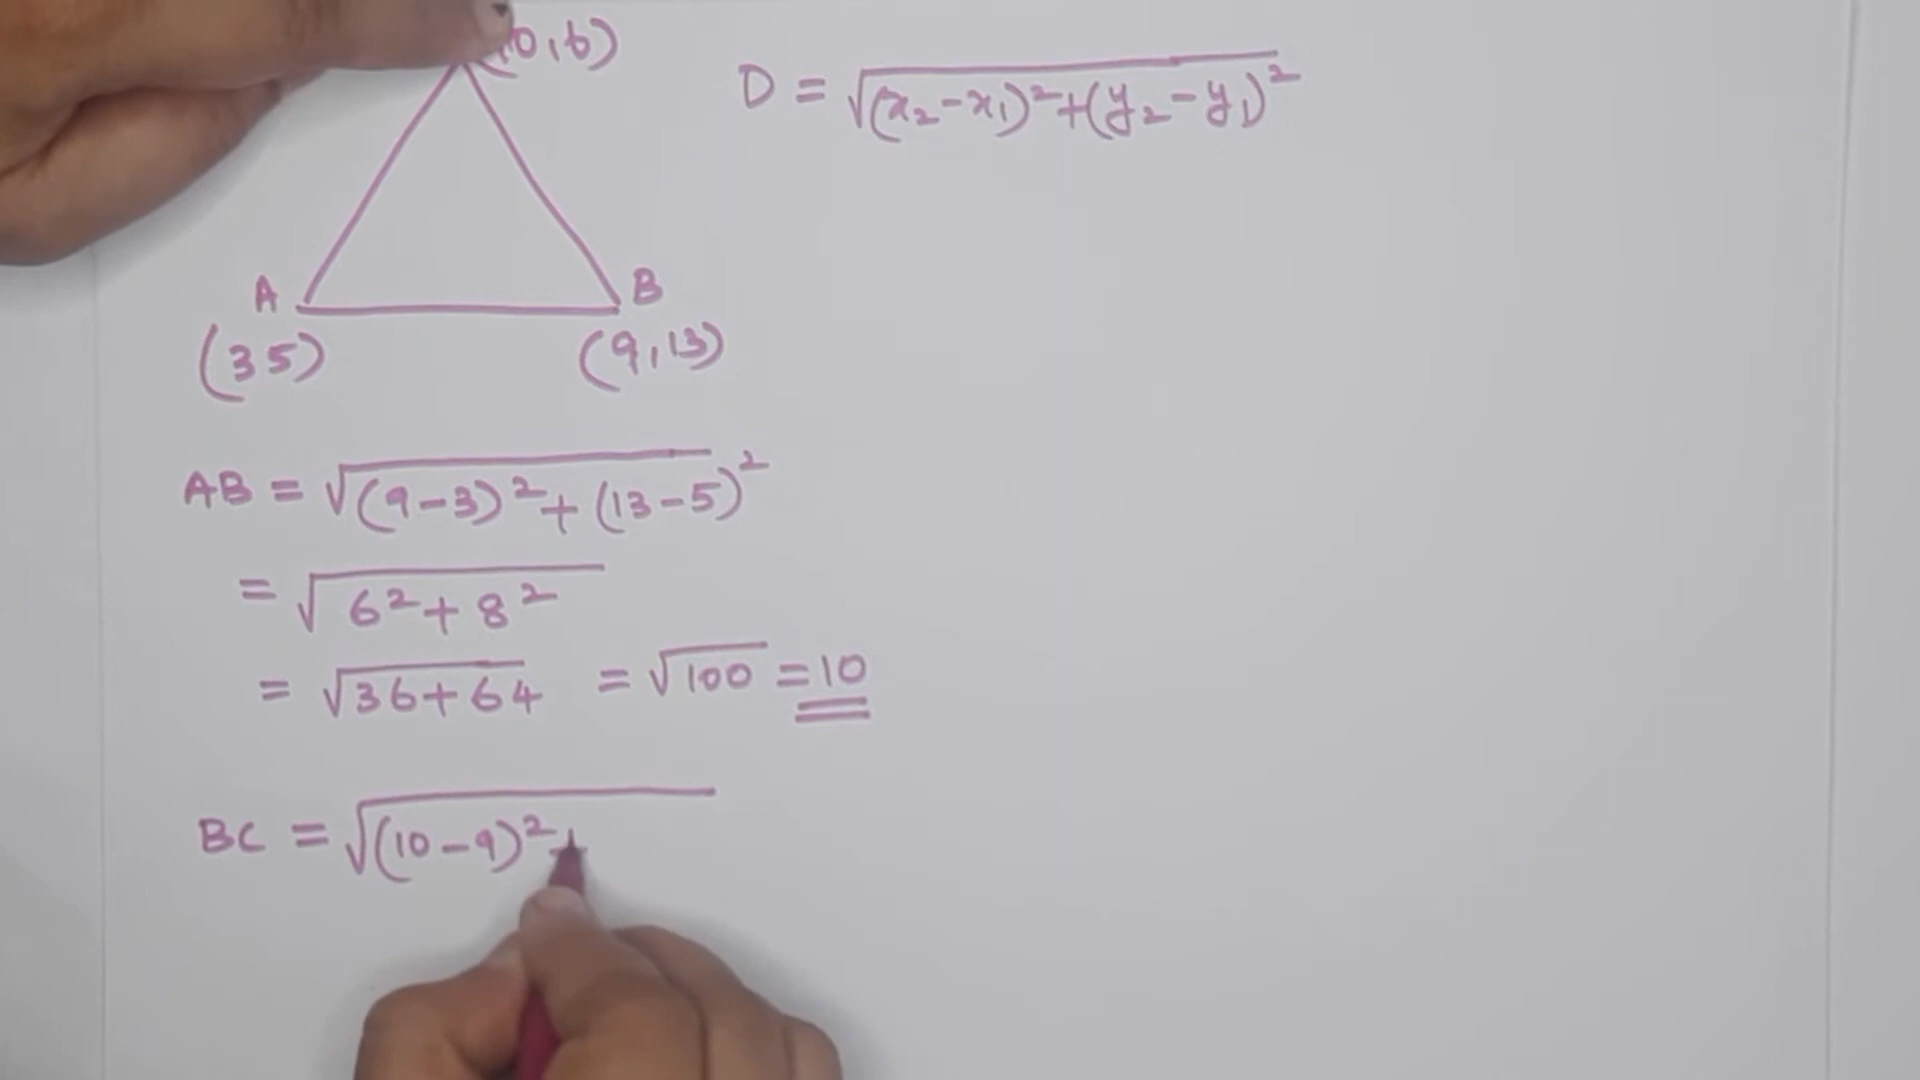 10,6)
D = √(x₂-x₁)²+(y₂-y₁)²
A
B
(3 5)
(9,13)
AB = √(9-3)²+(13-5)²
= √6²+8²
= √36+64 = √100 = 10
BC = √(10-9)²+